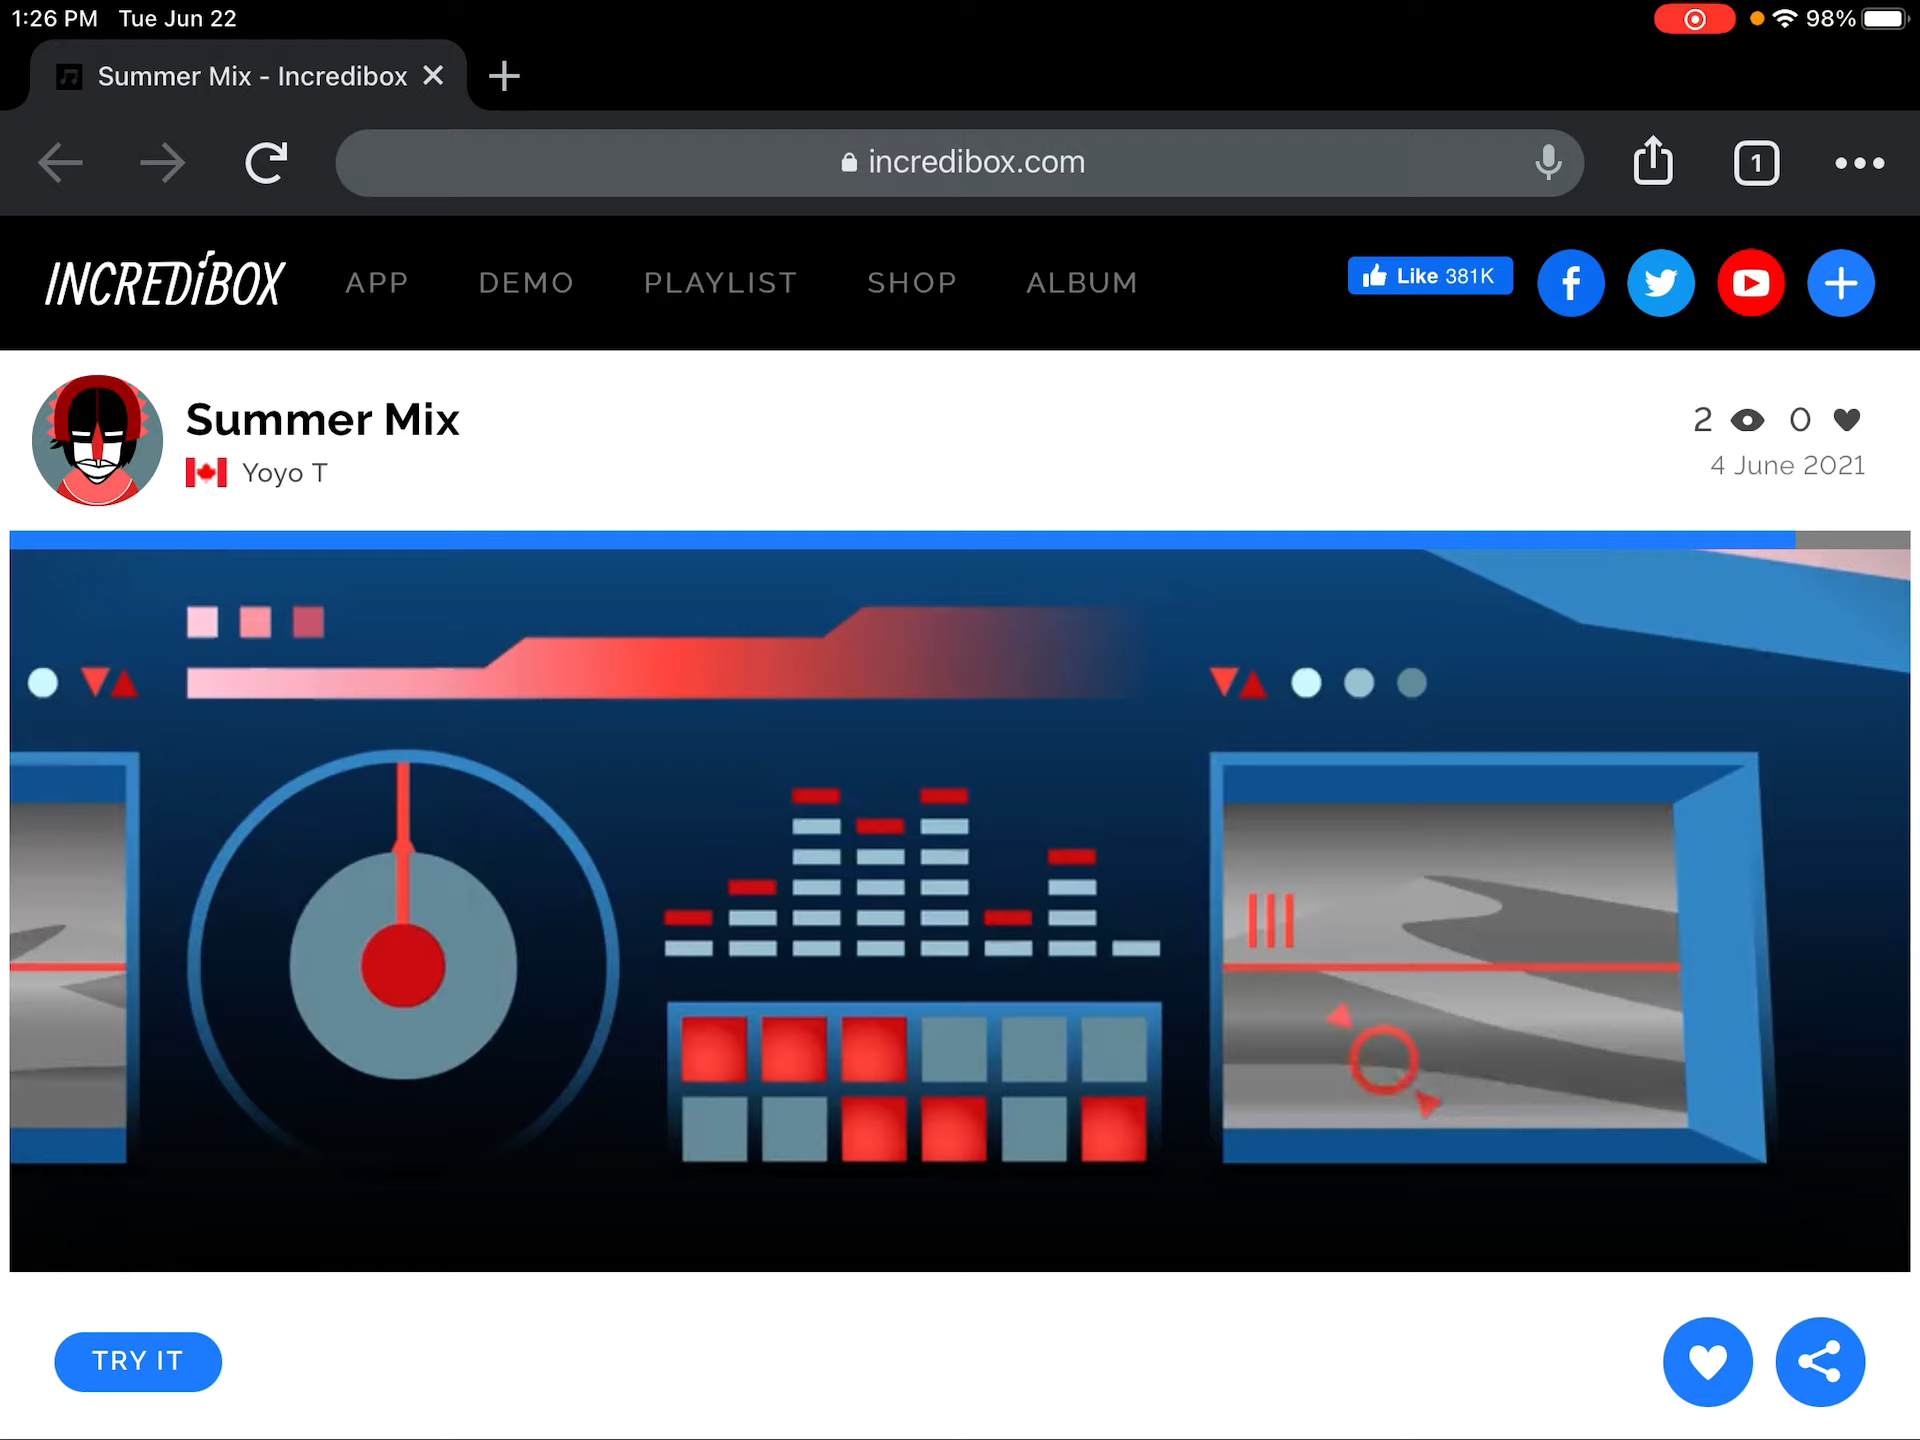 1:26 PM Tue Jun 22
98%
Summer Mix - Incredibox
incredibox.com
1
INCREDIBOX
APP
DEMO
PLAYLIST
SHOP
ALBUM
Like 381K
Summer Mix
2
0
Yoyo T
4 June 2021
TRY IT